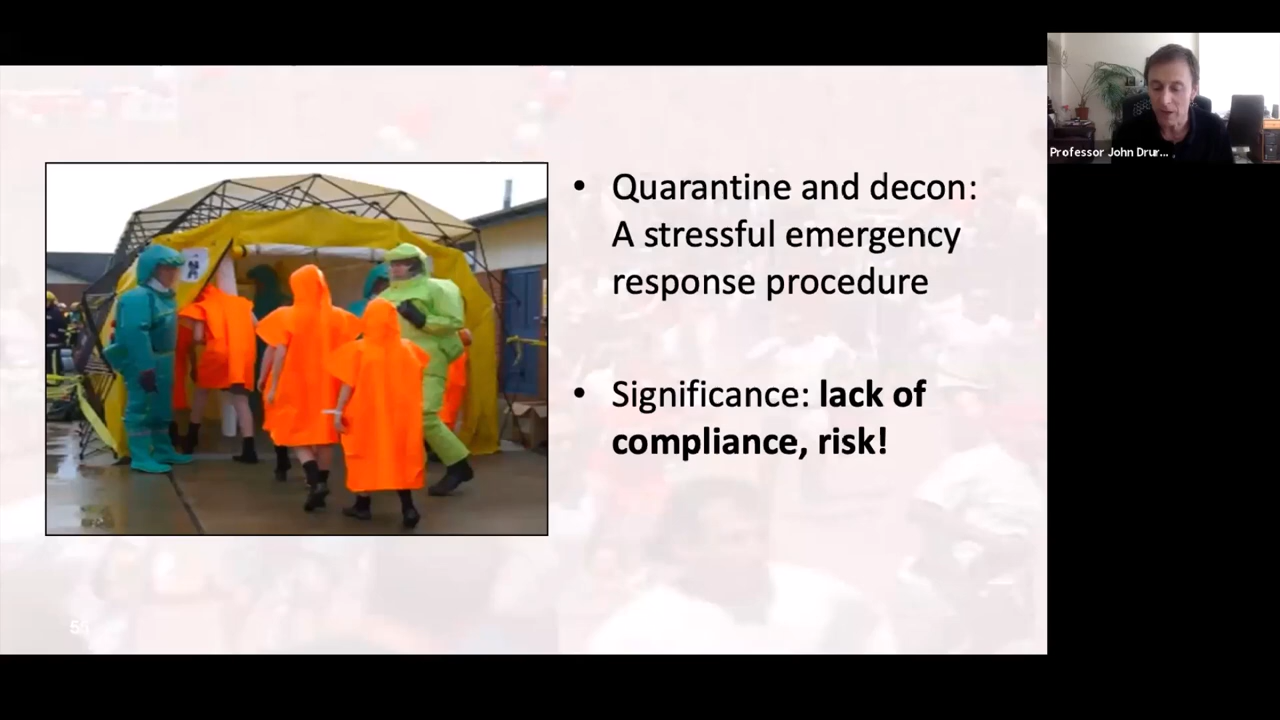 • Quarantine and decon:
A stressful emergency
response procedure
• Significance: lack of
compliance, risk!
Professor John Drur...